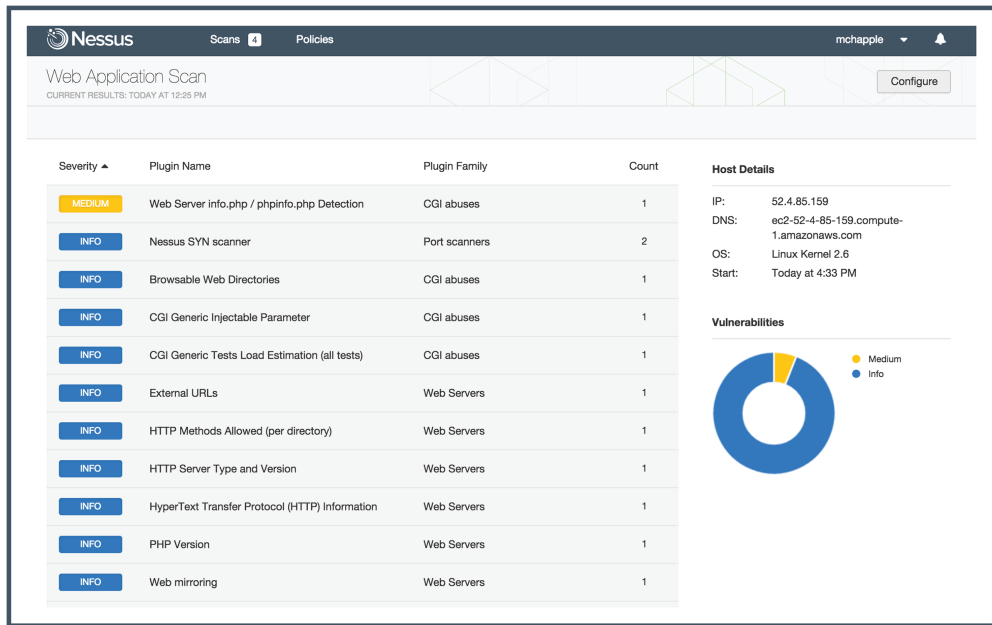 Nessus Scans 4 Policies mchapple
Web Application Scan
CURRENT RESULTS: TODAY AT 12:25 PM
Configure
Severity Plugin Name Plugin Family Count
MEDIUM Web Server info.php / phpinfo.php Detection CGI abuses 1
INFO Nessus SYN scanner Port scanners 2
INFO Browsable Web Directories CGI abuses 1
INFO CGI Generic Injectable Parameter CGI abuses 1
INFO CGI Generic Tests Load Estimation (all tests) CGI abuses 1
INFO External URLs Web Servers 1
INFO HTTP Methods Allowed (per directory) Web Servers 1
INFO HTTP Server Type and Version Web Servers 1
INFO HyperText Transfer Protocol (HTTP) Information Web Servers 1
INFO PHP Version Web Servers 1
INFO Web mirroring Web Servers 1
Host Details
IP: 52.4.85.159
DNS: ec2-52-4-85-159.compute-
1.amazonaws.com
OS: Linux Kernel 2.6
Start: Today at 4:33 PM
Vulnerabilities
Medium
Info